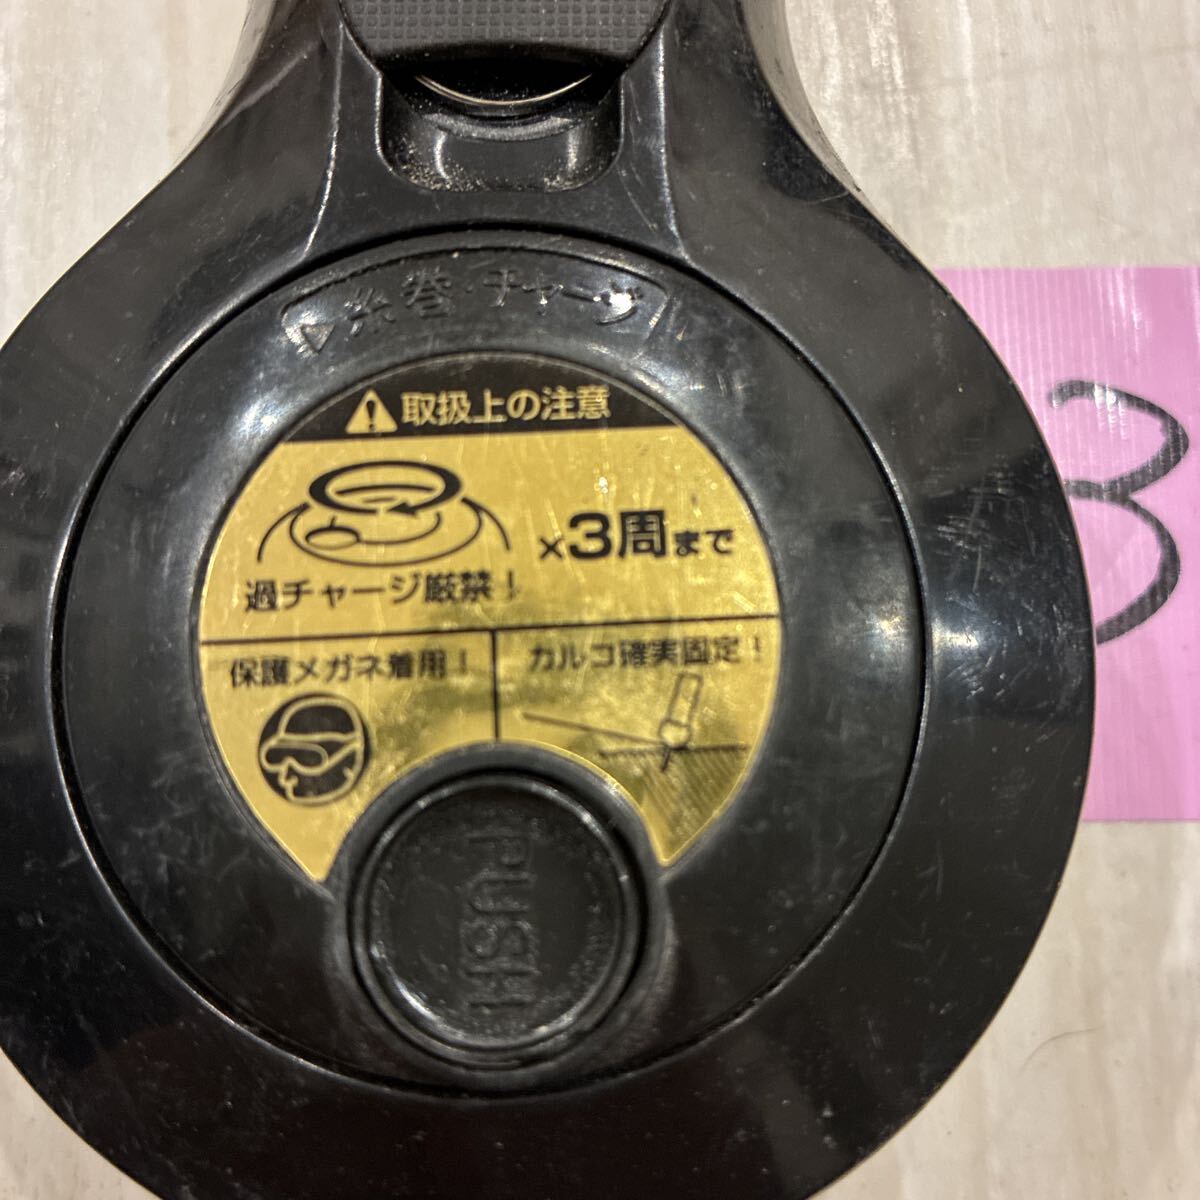 ▷糸巻・チャージ
取扱上の注意
×3周まで
過チャージ厳禁!
保護メガネ着用!
カルコ確実固定!
PUSH
3